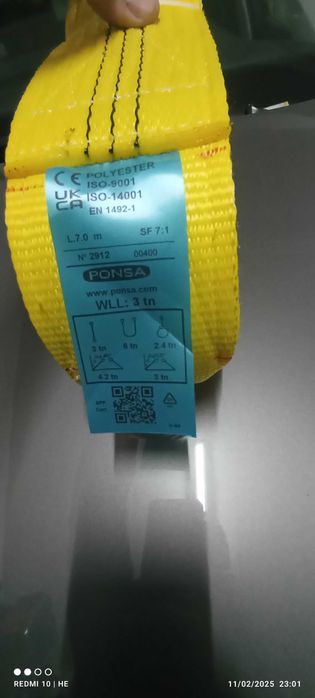 POLYESTER
CE ISO-9001
UKCA ISO-14001
EN 1492-1
L.7.0 m SF 7:1
Nº 2912 00400
PONSA
www.ponsa.com
WLL: 3 tn
3 tn 6 tn 2.4 tn
4.2 tn 3 tn
REDMI 10 | HE 11/02/2025 23:01